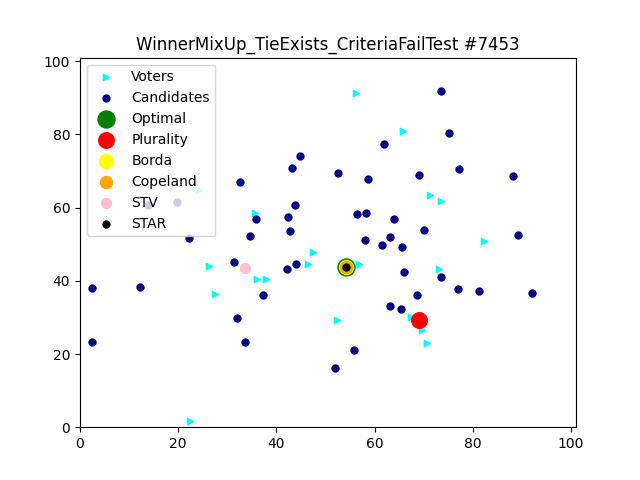 WinnerMixUp_TieExists_CriteriaFailTest #7453
100
80
60
40
20
0
0 20 40 60 80 100
Voters
Candidates
Optimal
Plurality
Borda
Copeland
STV
STAR